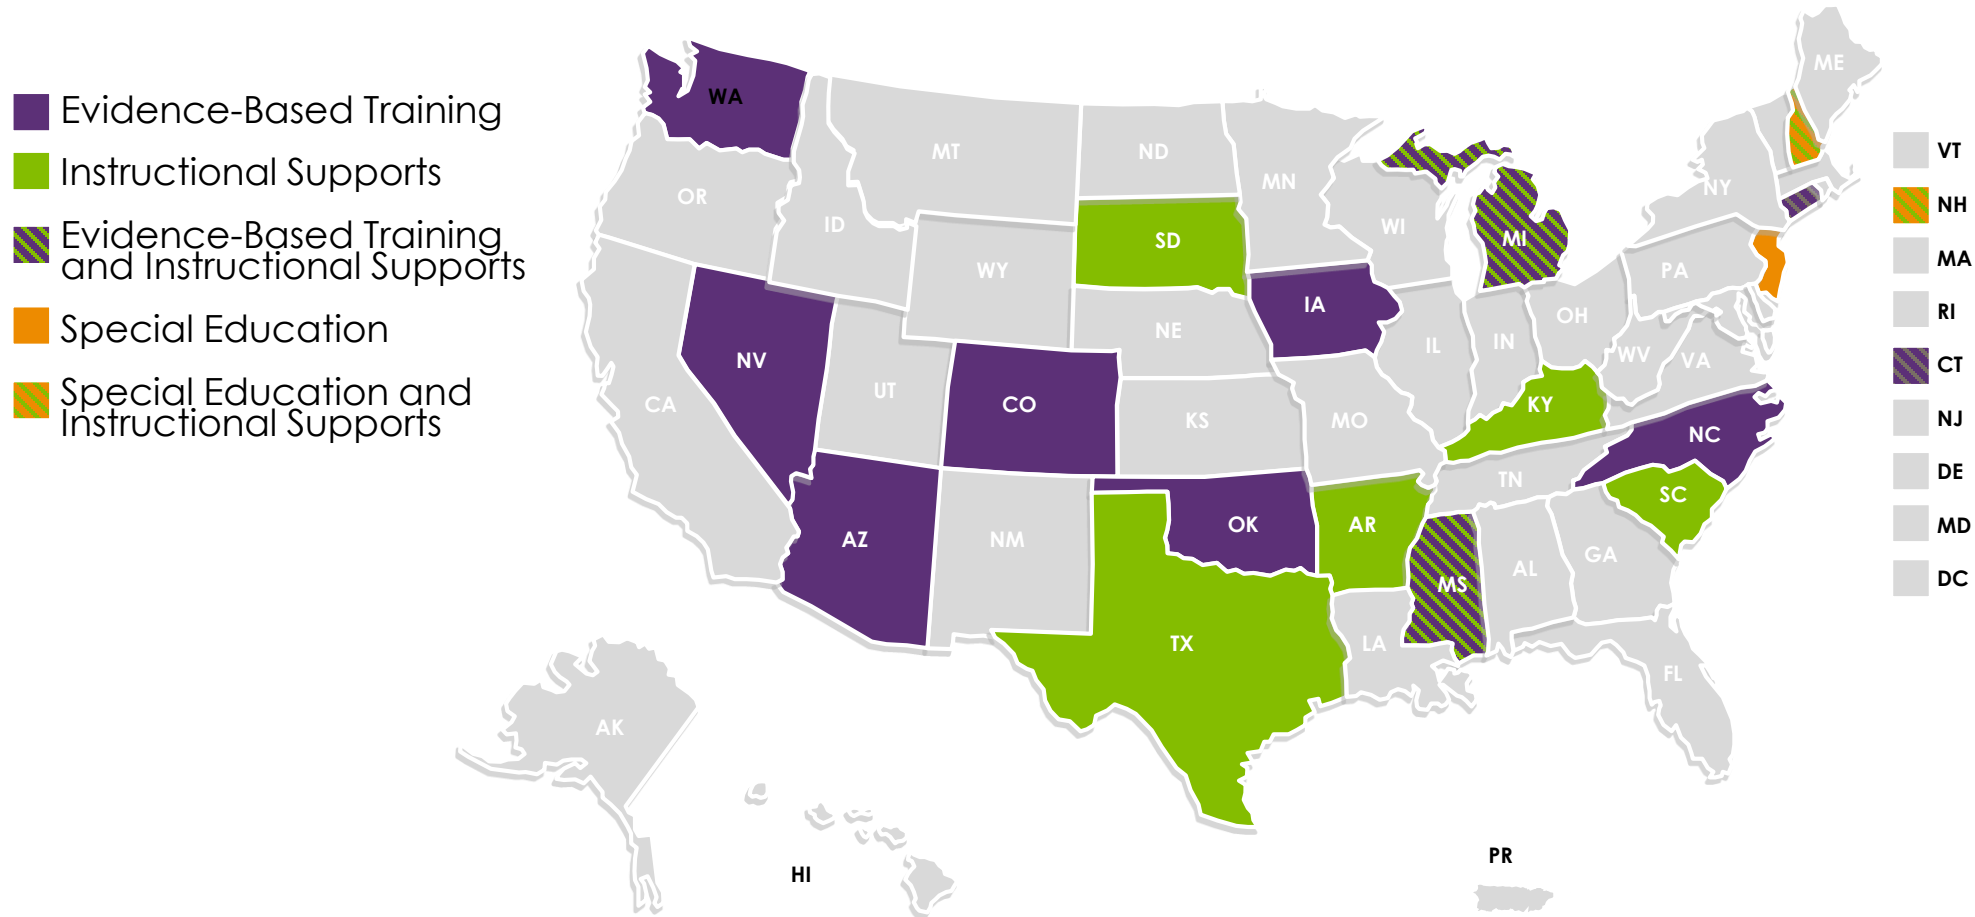 Evidence-Based Training
Instructional Supports
Evidence-Based Training
and Instructional Supports
Special Education
Special Education and
Instructional Supports
WA
OR
CA
NV
ID
MT
WY
UT
CO
AZ
NM
ND
SD
NE
KS
OK
TX
MN
IA
MO
AR
LA
WI
IL
MI
IN
OH
KY
TN
MS
AL
GA
FL
SC
NC
VA
WV
PA
NY
ME
AK
HI
PR
VT
NH
MA
RI
CT
NJ
DE
MD
DC